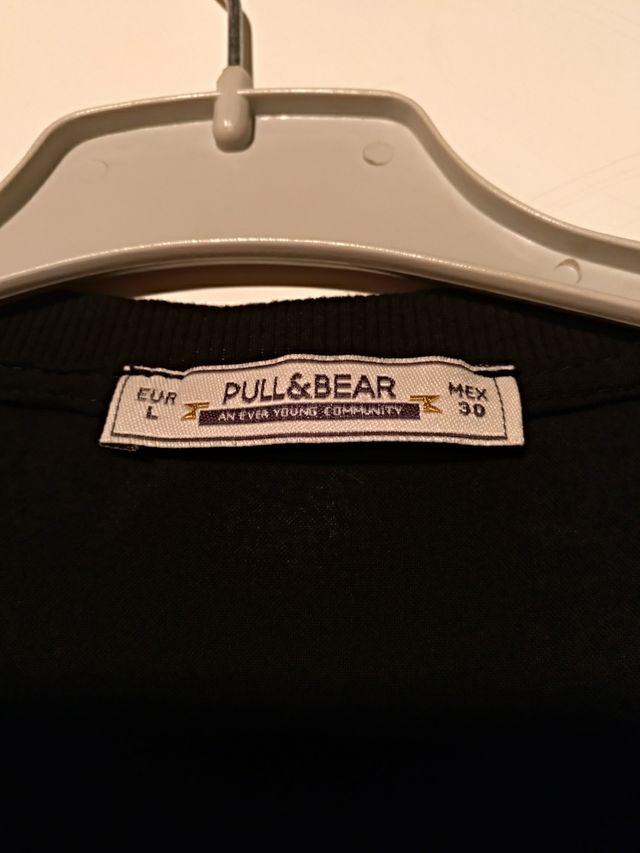 EUR
L
PULL&BEAR
AN EVER YOUNG COMMUNITY
MEX
30